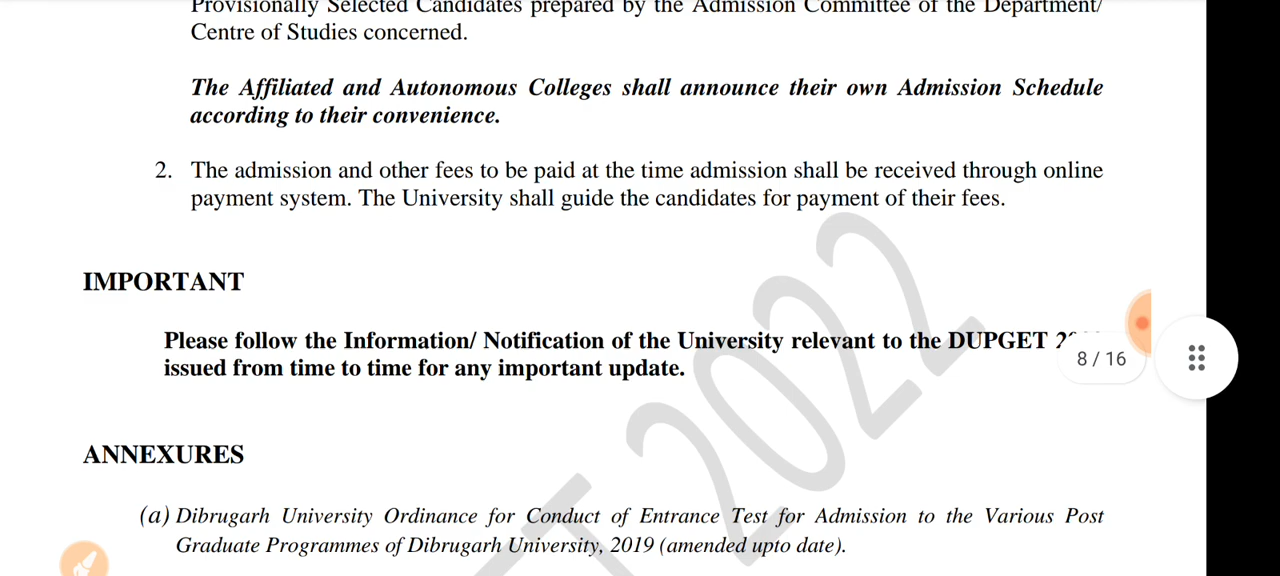 Provisionally Selected Candidates prepared by the Admission Committee of the Department/
Centre of Studies concerned.
The Affiliated and Autonomous Colleges shall announce their own Admission Schedule
according to their convenience.
2. The admission and other fees to be paid at the time admission shall be received through online
payment system. The University shall guide the candidates for payment of their fees.
IMPORTANT
Please follow the Information/ Notification of the University relevant to the DUPGET
issued from time to time for any important update.
8 / 16
ANNEXURES
(a) Dibrugarh University Ordinance for Conduct of Entrance Test for Admission to the Various Post
Graduate Programmes of Dibrugarh University, 2019 (amended upto date).
T 2022